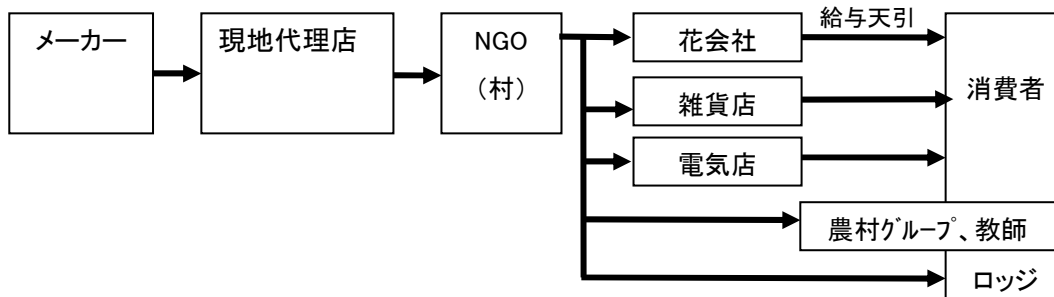 メーカー
現地代理店
NGO
（村）
花会社
給与天引
消費者
雑貨店
電気店
農村ｸﾞﾙｰﾌﾟ、教師
ロッジ